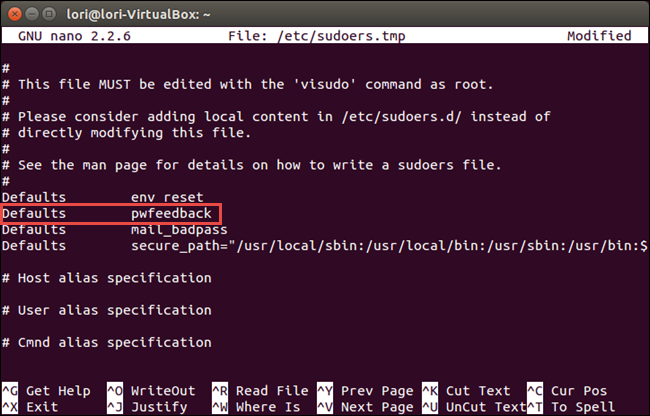 lori@lori-VirtualBox: ~
GNU nano 2.2.6 File: /etc/sudoers.tmp Modified
#
# This file MUST be edited with the 'visudo' command as root.
#
# Please consider adding local content in /etc/sudoers.d/ instead of
# directly modifying this file.
#
# See the man page for details on how to write a sudoers file.
#
Defaults env_reset
Defaults pwfeedback
Defaults mail_badpass
Defaults secure_path="/usr/local/sbin:/usr/local/bin:/usr/sbin:/usr/bin:$
# Host alias specification
# User alias specification
# Cmnd alias specification
^G Get Help ^O WriteOut ^R Read File ^Y Prev Page ^K Cut Text ^C Cur Pos
^X Exit ^J Justify ^W Where Is ^V Next Page ^U UnCut Text ^T To Spell